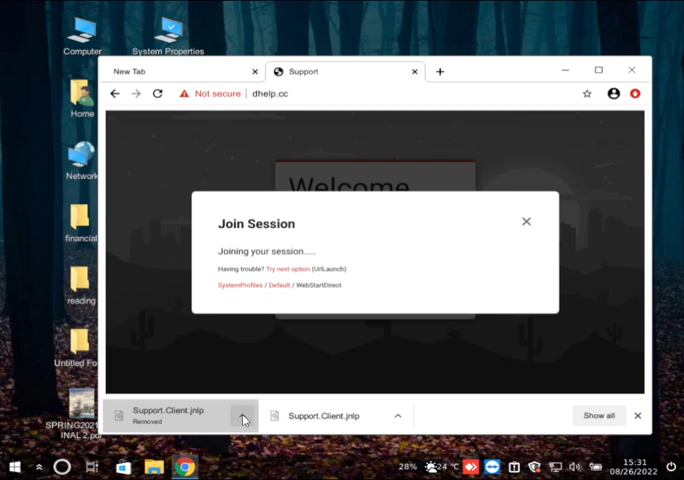 Computer
System Properties
Home
Network
financial
reading
Untitled Fo
SPRING2021
INAL 2.pdf
New Tab
Support
Not secure
dhelp.cc
Welcome
Join Session
Joining your session.....
Having trouble? Try next option (UrlLaunch)
SystemProfiles / Default / WebStartDirect
Support.Client.jnlp
Removed
Support.Client.jnlp
Show all
28%
24 °C
15:31
08/26/2022